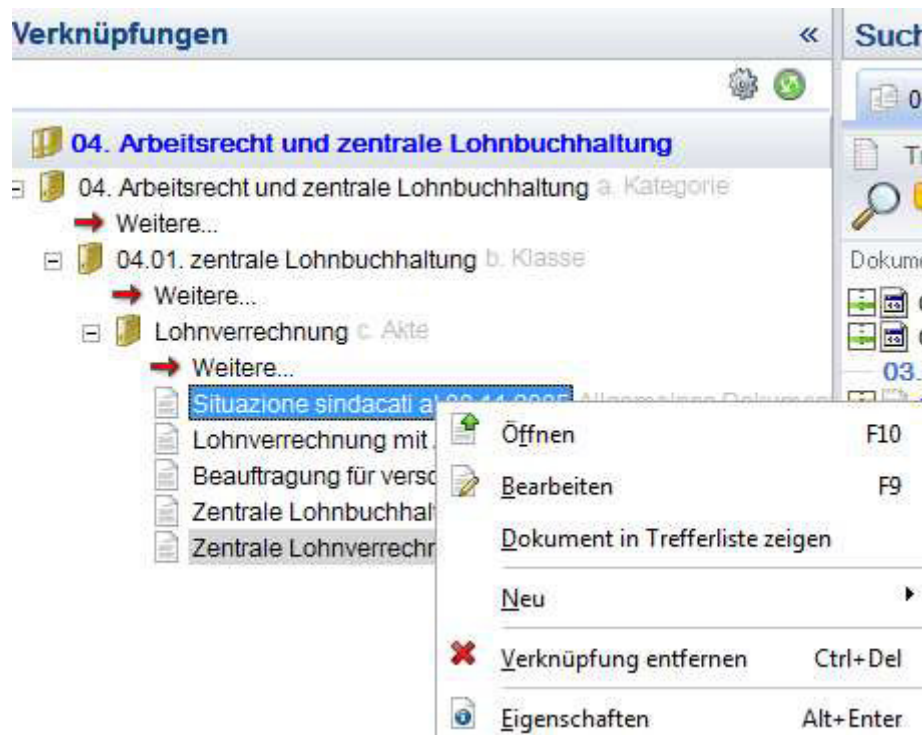 Verknüpfungen «
Such
04. Arbeitsrecht und zentrale Lohnbuchhaltung
04. Arbeitsrecht und zentrale Lohnbuchhaltung a. Kategorie
Weitere...
04.01. zentrale Lohnbuchhaltung b. Klasse
Weitere...
Lohnverrechnung c. Akte
Weitere...
Situazione sindacati al
Lohnverrechnung mit
Beauftragung für versc
Zentrale Lohnbuchhal
Zentrale Lohnverrechn
Öffnen F10
Bearbeiten F9
Dokument in Trefferliste zeigen
Neu
Verknüpfung entfernen Ctrl+Del
Eigenschaften Alt+Enter
0
Dokume
03.